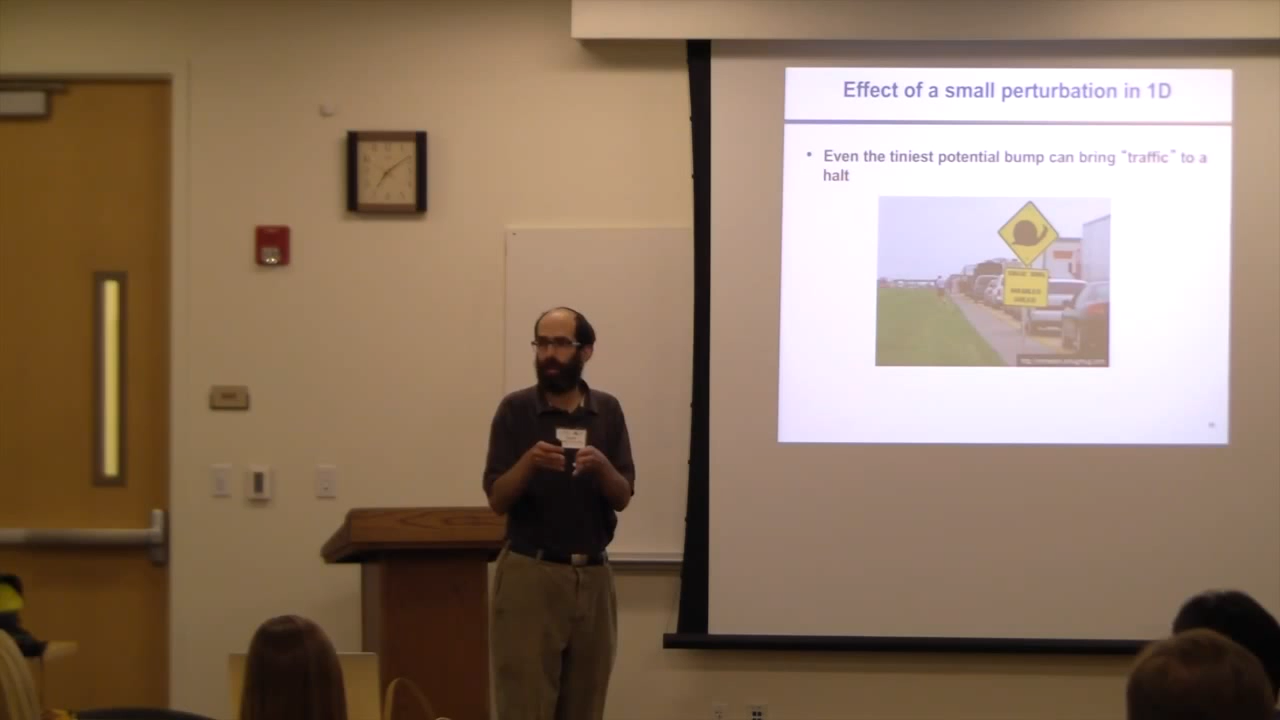 Effect of a small perturbation in 1D
• Even the tiniest potential bump can bring “traffic” to a
halt